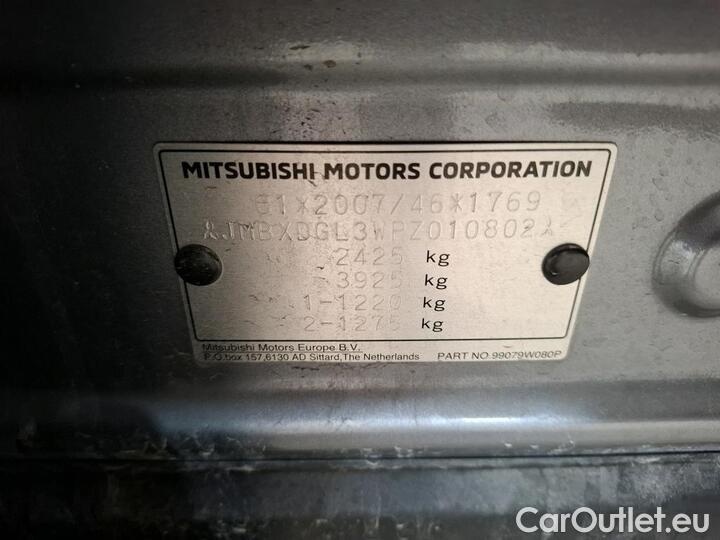 MITSUBISHI MOTORS CORPORATION
e1*2007/46*1769
JMBXDGL3WPZ010802
2425 kg
3925 kg
1-1220 kg
2-1275 kg
Mitsubishi Motors Europe B.V.
P.O.box 157,6130 AD Sittard,The Netherlands PART NO.99079W080P
CarOutlet.eu